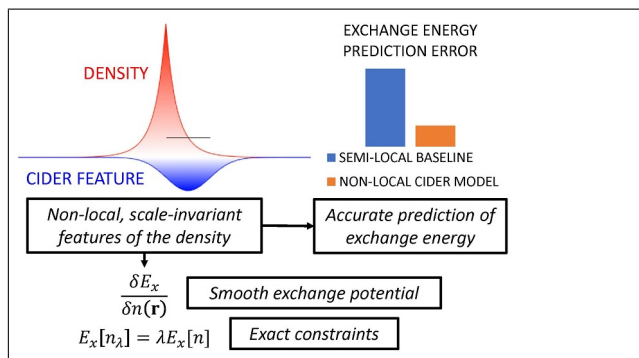 EXCHANGE ENERGY
PREDICTION ERROR
DENSITY
CIDER FEATURE
SEMI-LOCAL BASELINE
NON-LOCAL CIDER MODEL
Non-local, scale-invariant
features of the density
Accurate prediction of
exchange energy
δE_x / δn(𝐫)
Smooth exchange potential
E_x[n_λ] = λE_x[n]
Exact constraints